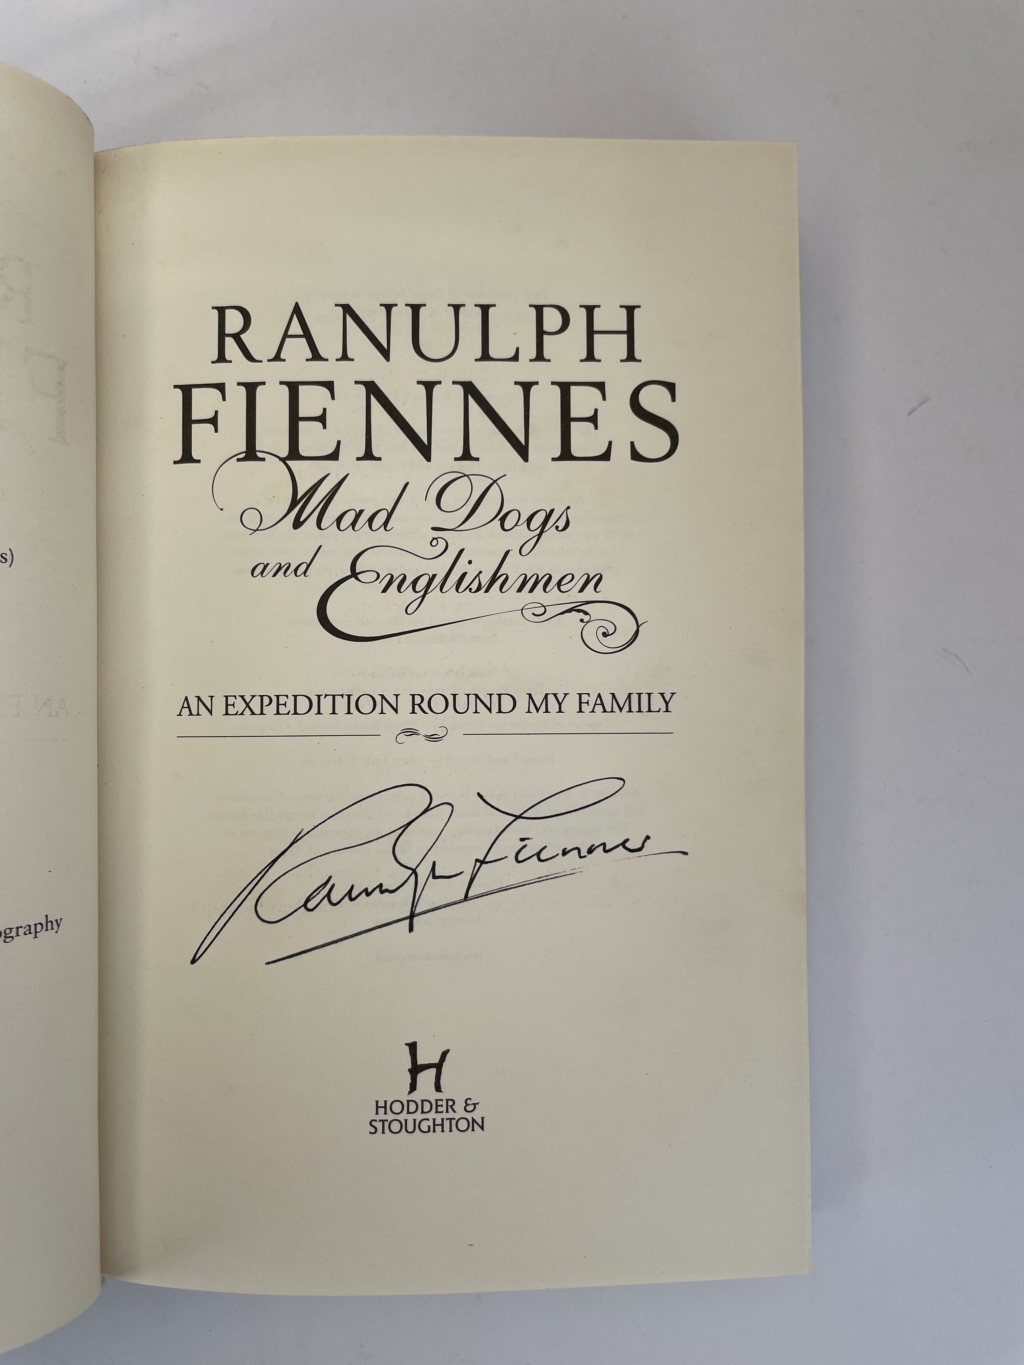 s)
ography
RANULPH
FIENNES
Mad Dogs
and Englishmen
AN EXPEDITION ROUND MY FAMILY
Ranulph Fiennes
H
HODDER &
STOUGHTON